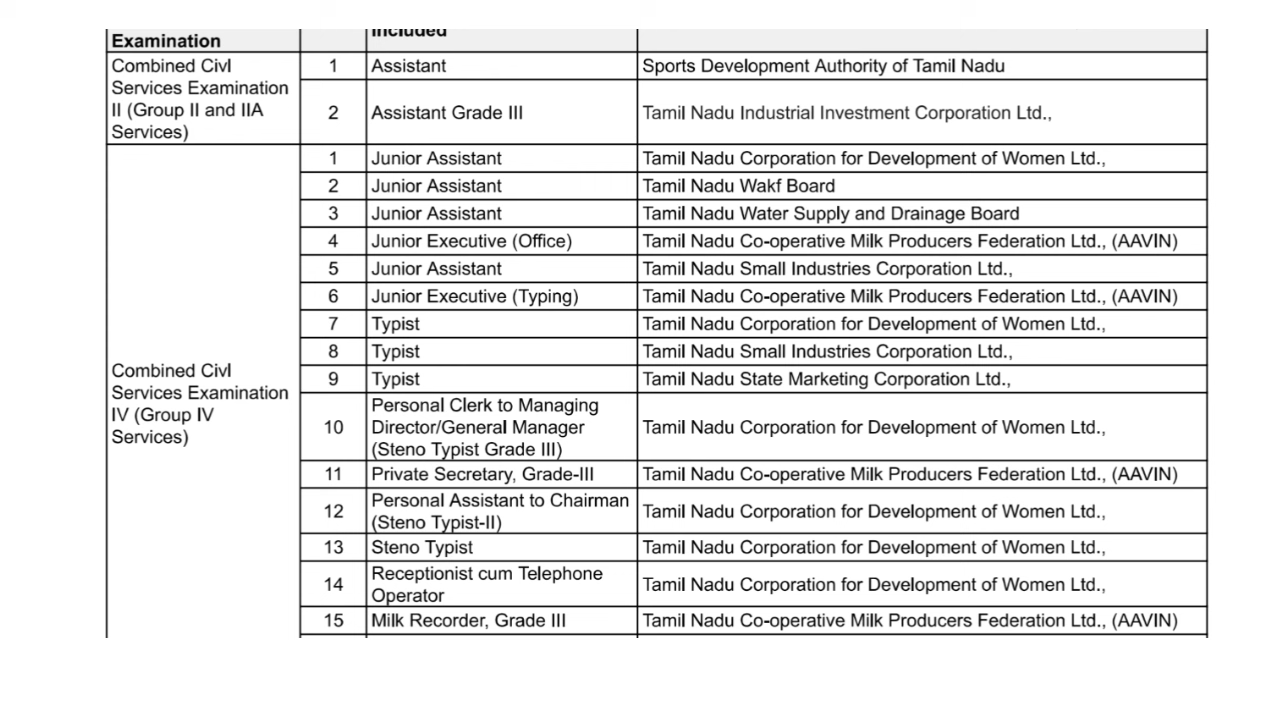 Examination
Included
Combined Civl
Services Examination
II (Group II and IIA
Services)
1 Assistant Sports Development Authority of Tamil Nadu
2 Assistant Grade III Tamil Nadu Industrial Investment Corporation Ltd.,
Combined Civl
Services Examination
IV (Group IV
Services)
1 Junior Assistant Tamil Nadu Corporation for Development of Women Ltd.,
2 Junior Assistant Tamil Nadu Wakf Board
3 Junior Assistant Tamil Nadu Water Supply and Drainage Board
4 Junior Executive (Office) Tamil Nadu Co-operative Milk Producers Federation Ltd., (AAVIN)
5 Junior Assistant Tamil Nadu Small Industries Corporation Ltd.,
6 Junior Executive (Typing) Tamil Nadu Co-operative Milk Producers Federation Ltd., (AAVIN)
7 Typist Tamil Nadu Corporation for Development of Women Ltd.,
8 Typist Tamil Nadu Small Industries Corporation Ltd.,
9 Typist Tamil Nadu State Marketing Corporation Ltd.,
Personal Clerk to Managing
10 Director/General Manager Tamil Nadu Corporation for Development of Women Ltd.,
(Steno Typist Grade III)
11 Private Secretary, Grade-III Tamil Nadu Co-operative Milk Producers Federation Ltd., (AAVIN)
12 Personal Assistant to Chairman Tamil Nadu Corporation for Development of Women Ltd.,
(Steno Typist-II)
13 Steno Typist Tamil Nadu Corporation for Development of Women Ltd.,
14 Receptionist cum Telephone Tamil Nadu Corporation for Development of Women Ltd.,
Operator
15 Milk Recorder, Grade III Tamil Nadu Co-operative Milk Producers Federation Ltd., (AAVIN)